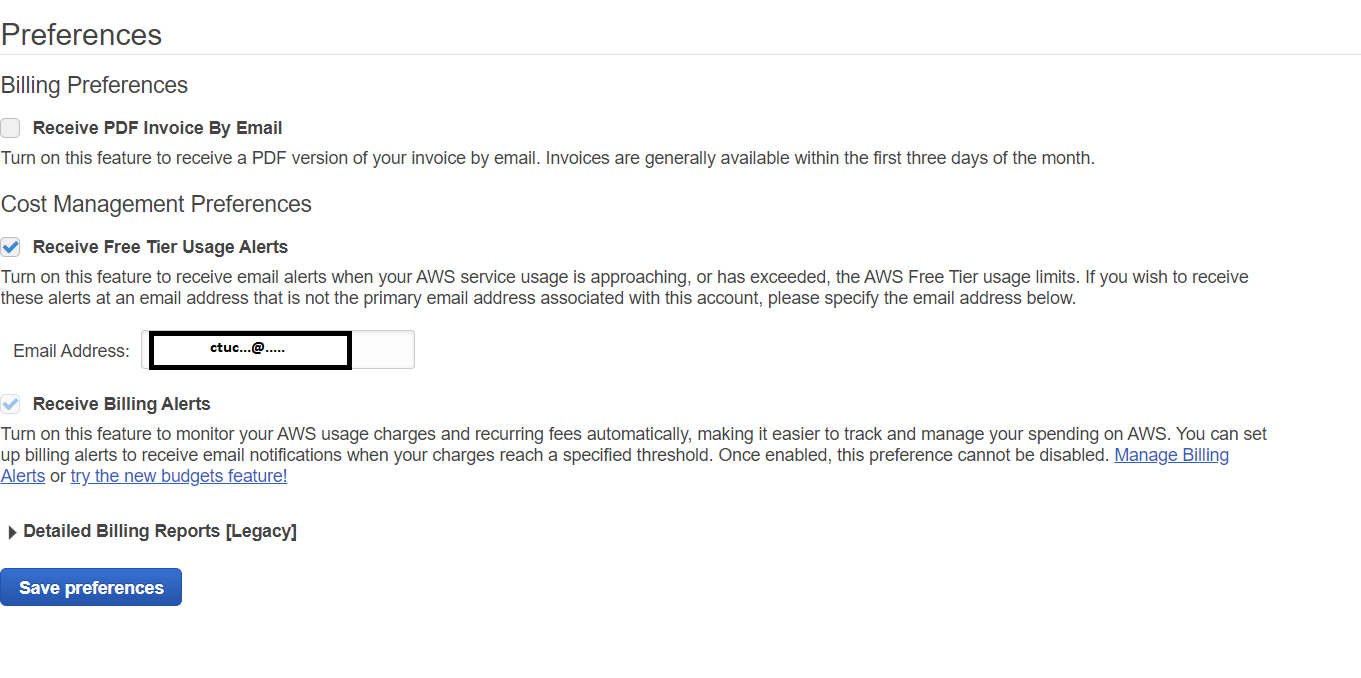 Preferences
Billing Preferences
Receive PDF Invoice By Email
Turn on this feature to receive a PDF version of your invoice by email. Invoices are generally available within the first three days of the month.
Cost Management Preferences
Receive Free Tier Usage Alerts
Turn on this feature to receive email alerts when your AWS service usage is approaching, or has exceeded, the AWS Free Tier usage limits. If you wish to receive
these alerts at an email address that is not the primary email address associated with this account, please specify the email address below.
Email Address: ctuc...@.....
Receive Billing Alerts
Turn on this feature to monitor your AWS usage charges and recurring fees automatically, making it easier to track and manage your spending on AWS. You can set
up billing alerts to receive email notifications when your charges reach a specified threshold. Once enabled, this preference cannot be disabled. Manage Billing
Alerts or try the new budgets feature!
Detailed Billing Reports [Legacy]
Save preferences